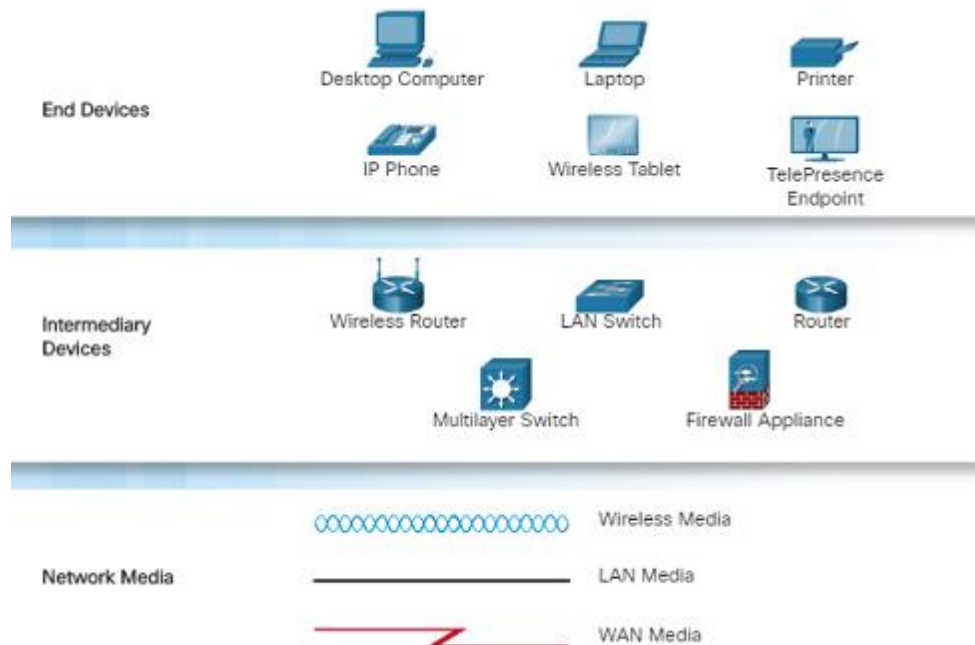 Desktop Computer
Laptop
Printer
End Devices
IP Phone
Wireless Tablet
TelePresence
Endpoint
Wireless Router
LAN Switch
Router
Intermediary
Devices
Multilayer Switch
Firewall Appliance
Wireless Media
Network Media
LAN Media
WAN Media